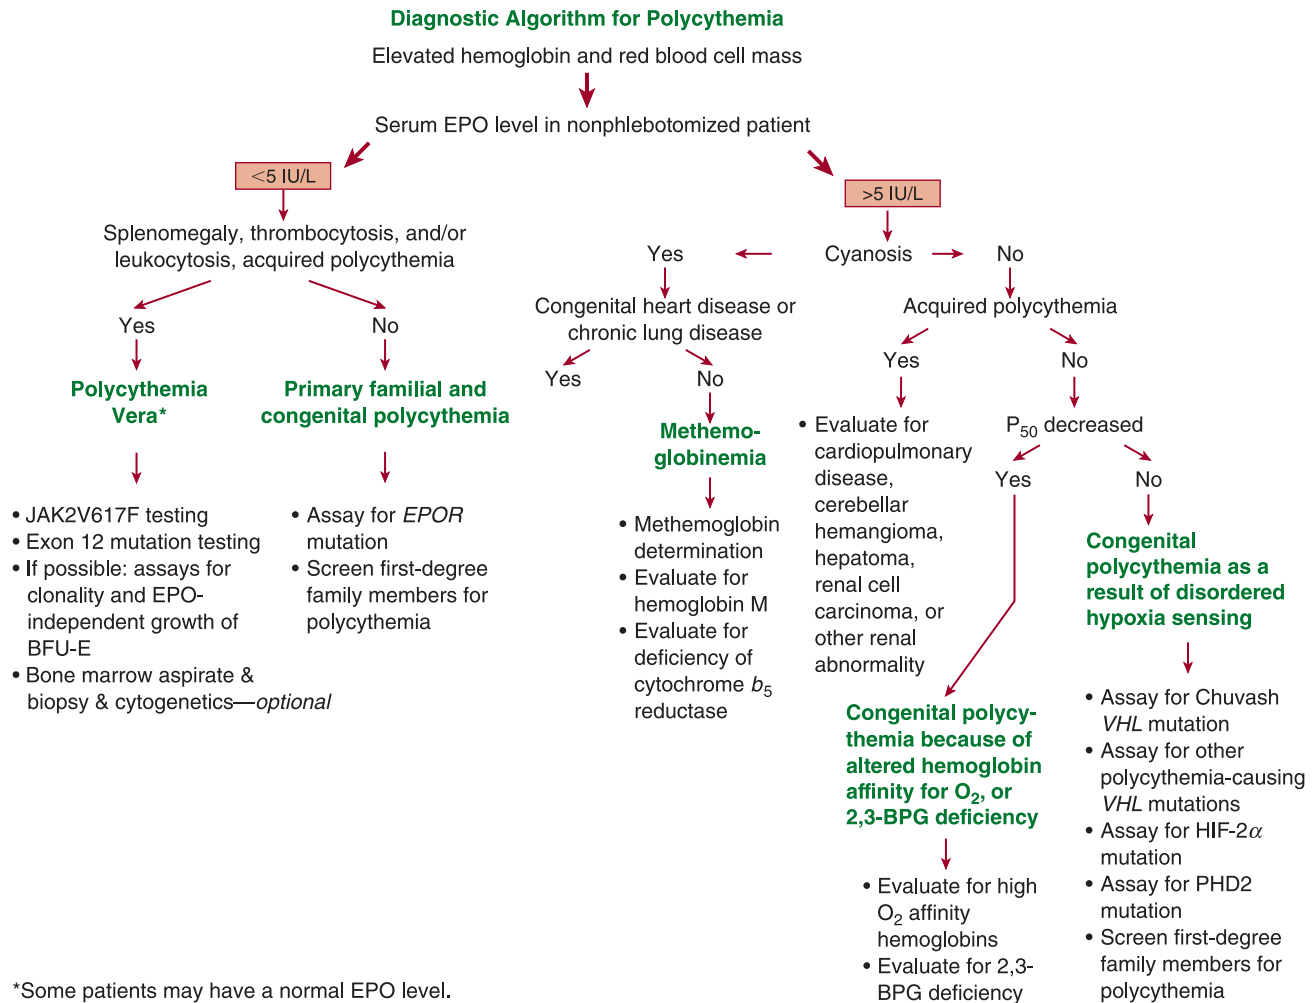 Diagnostic Algorithm for Polycythemia
Elevated hemoglobin and red blood cell mass
Serum EPO level in nonphlebotomized patient
<5 IU/L
Splenomegaly, thrombocytosis, and/or
leukocytosis, acquired polycythemia
Yes
Polycythemia
Vera*
• JAK2V617F testing
• Exon 12 mutation testing
• If possible: assays for
clonality and EPO-
independent growth of
BFU-E
• Bone marrow aspirate &
biopsy & cytogenetics—optional
No
Primary familial and
congenital polycythemia
• Assay for EPOR
mutation
• Screen first-degree
family members for
polycythemia
>5 IU/L
Cyanosis
Yes
Congenital heart disease or
chronic lung disease
Yes
No
Methemo-
globinemia
• Methemoglobin
determination
• Evaluate for
hemoglobin M
• Evaluate for
deficiency of
cytochrome b5
reductase
No
Acquired polycythemia
Yes
• Evaluate for
cardiopulmonary
disease,
cerebellar
hemangioma,
hepatoma,
renal cell
carcinoma, or
other renal
abnormality
No
P50 decreased
Yes
Congenital polycy-
themia because of
altered hemoglobin
affinity for O2, or
2,3-BPG deficiency
• Evaluate for high
O2 affinity
hemoglobins
• Evaluate for 2,3-
BPG deficiency
No
Congenital
polycythemia as a
result of disordered
hypoxia sensing
• Assay for Chuvash
VHL mutation
• Assay for other
polycythemia-causing
VHL mutations
• Assay for HIF-2α
mutation
• Assay for PHD2
mutation
• Screen first-degree
family members for
polycythemia
*Some patients may have a normal EPO level.